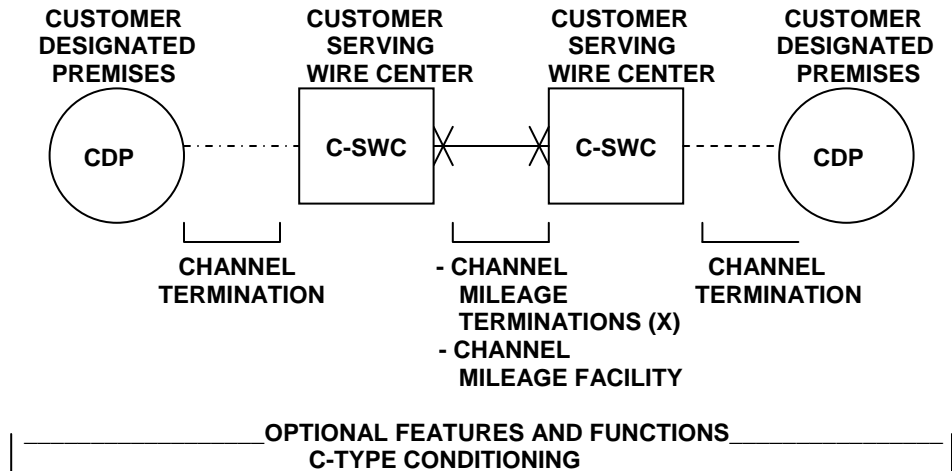 CUSTOMER
DESIGNATED
PREMISES
CUSTOMER
SERVING
WIRE CENTER
CUSTOMER
SERVING
WIRE CENTER
CUSTOMER
DESIGNATED
PREMISES
CDP
C-SWC
C-SWC
CDP
CHANNEL
TERMINATION
- CHANNEL
MILEAGE
TERMINATIONS (X)
- CHANNEL
MILEAGE FACILITY
CHANNEL
TERMINATION
OPTIONAL FEATURES AND FUNCTIONS
C-TYPE CONDITIONING